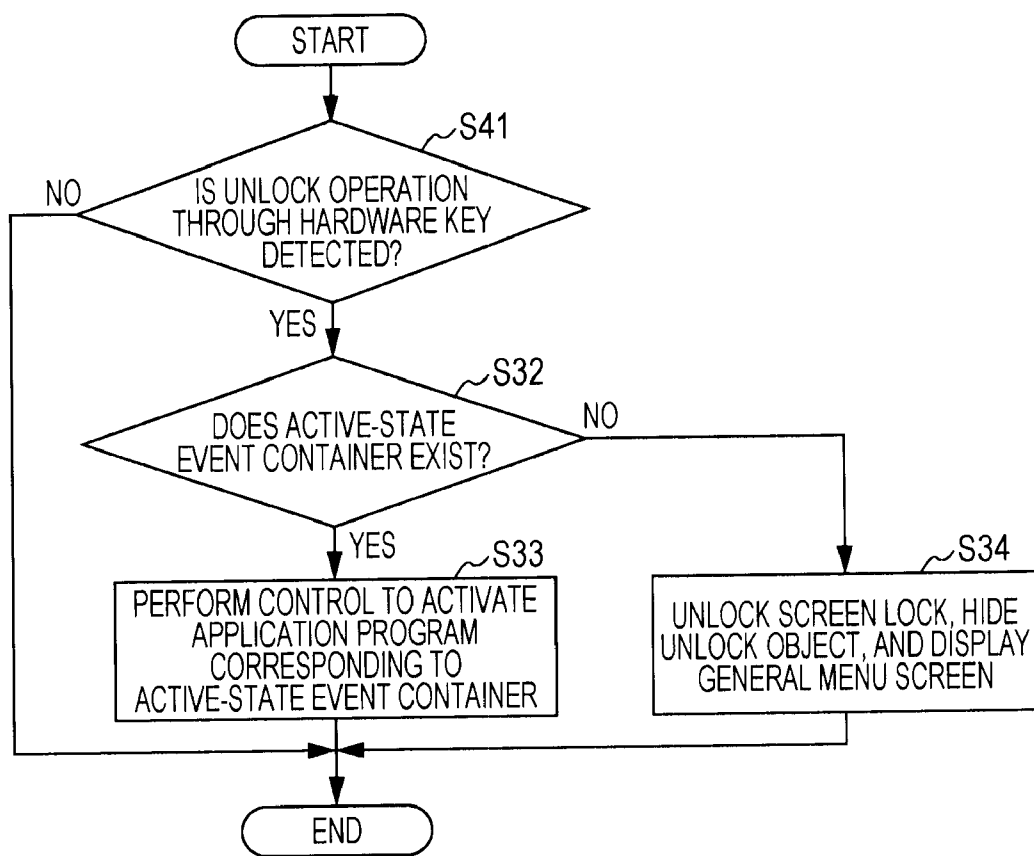 START
S41
NO
IS UNLOCK OPERATION
THROUGH HARDWARE KEY
DETECTED?
YES
S32
NO
DOES ACTIVE-STATE
EVENT CONTAINER EXIST?
YES
S33
PERFORM CONTROL TO ACTIVATE
APPLICATION PROGRAM
CORRESPONDING TO
ACTIVE-STATE EVENT CONTAINER
S34
UNLOCK SCREEN LOCK, HIDE
UNLOCK OBJECT, AND DISPLAY
GENERAL MENU SCREEN
END